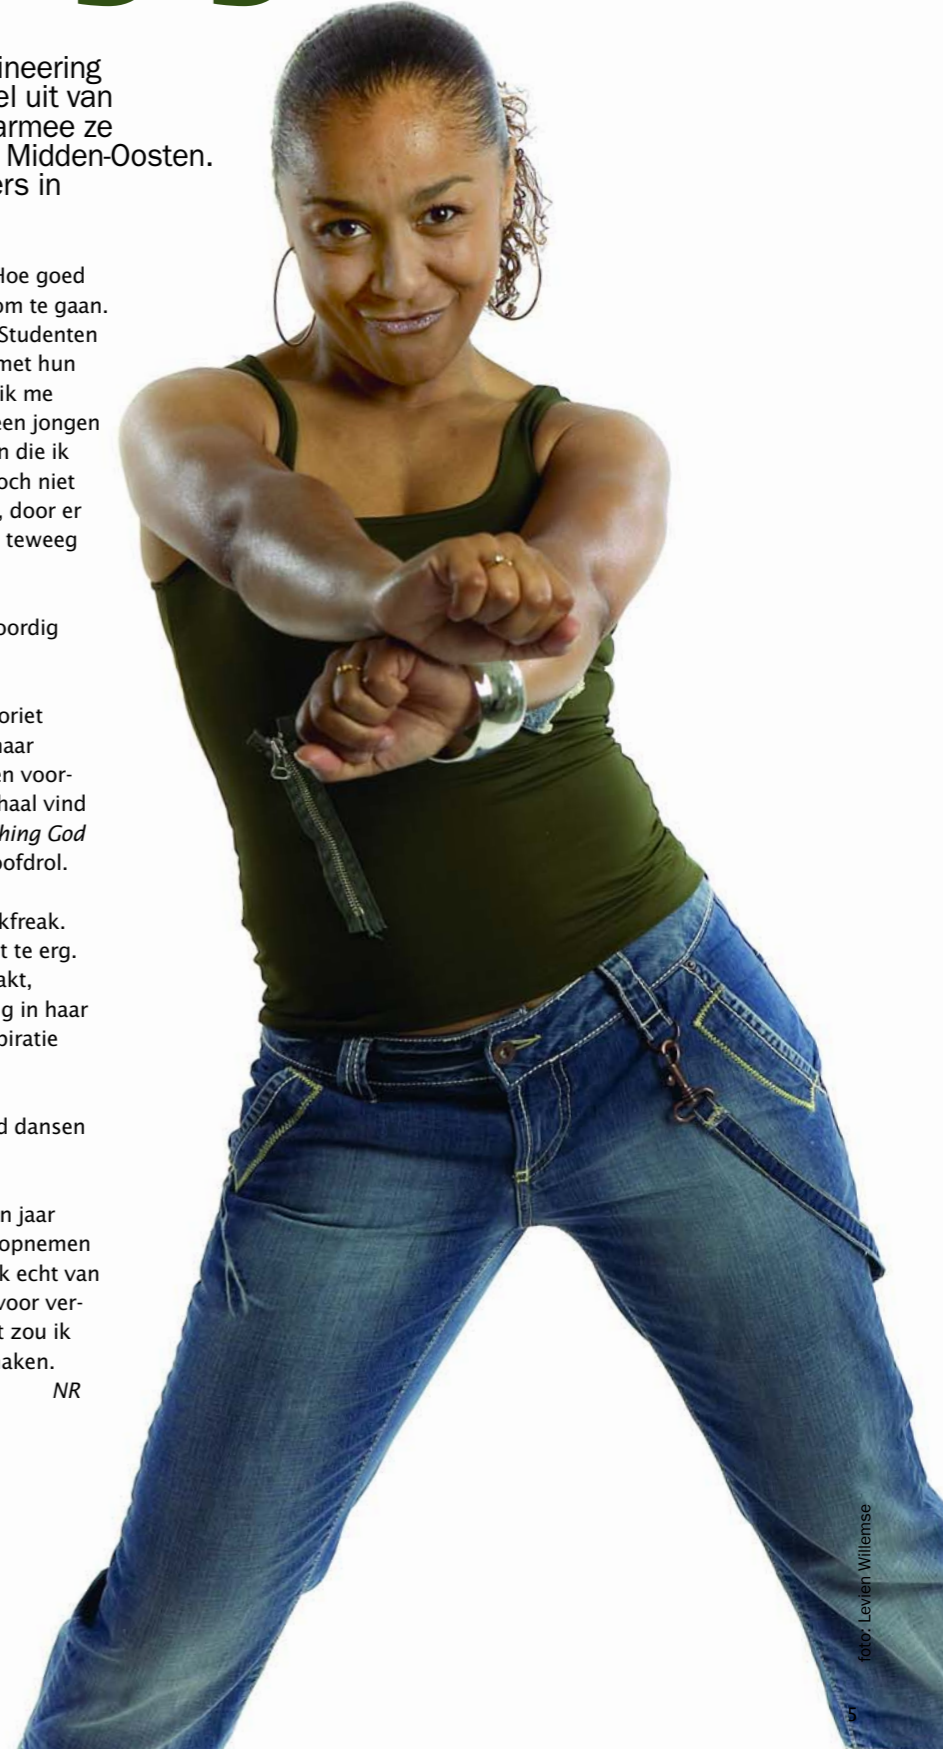 ineering
el uit van
armee ze
Midden-Oosten.
ers in
Hoe goed
om te gaan.
Studenten
met hun
ik me
een jongen
n die ik
och niet
, door er
teweeg
oordig
oriet
naar
en voor-
haal vind
hing God
oofdrol.
kfreak.
t te erg.
akt,
g in haar
piratie
d dansen
n jaar
opnemen
k echt van
voor ver-
t zou ik
aken.
NR
foto: Levien Willemse
5